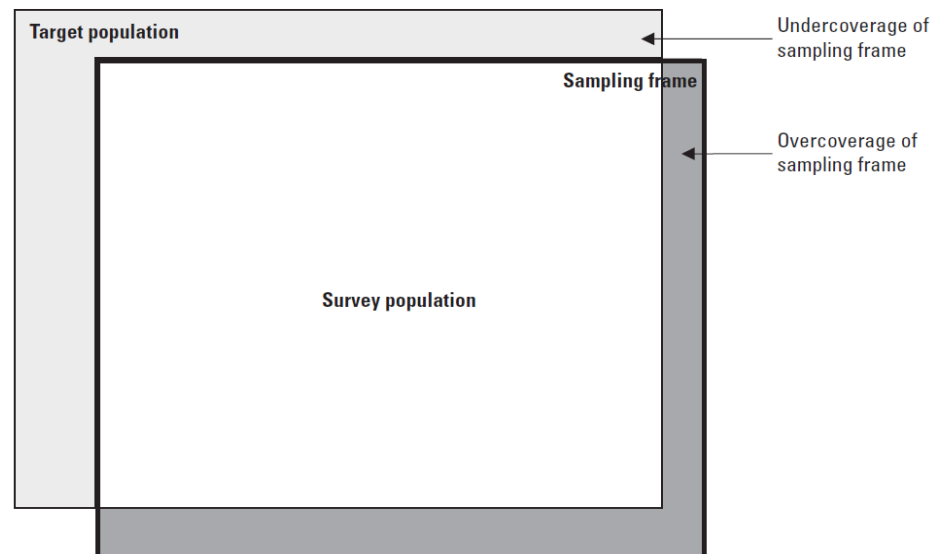 Target population
Undercoverage of
sampling frame
Sampling frame
Overcoverage of
sampling frame
Survey population